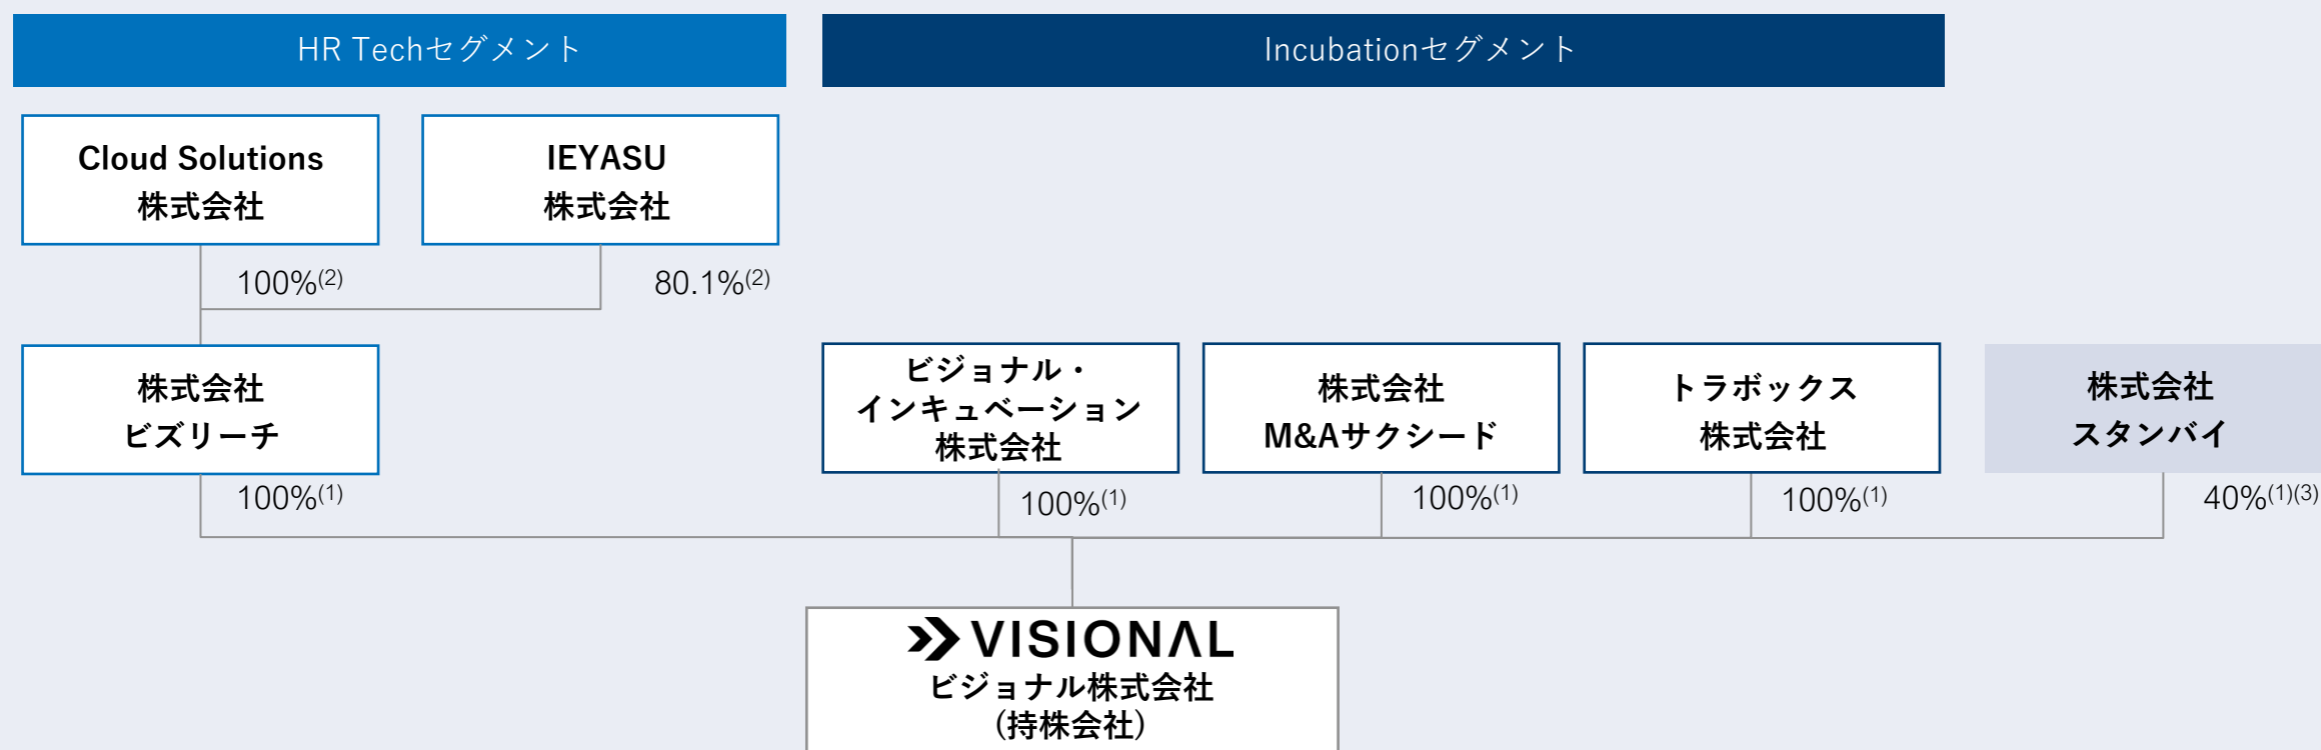 HR Techセグメント
Incubationセグメント
Cloud Solutions
株式会社
IEYASU
株式会社
100%(2)
80.1%(2)
株式会社
ビズリーチ
ビジョナル・
インキュベーション
株式会社
株式会社
M&Aサクシード
トラボックス
株式会社
株式会社
スタンバイ
100%(1)
100%(1)
100%(1)
100%(1)
40%(1)(3)
VISIONAL
ビジョナル株式会社
(持株会社)